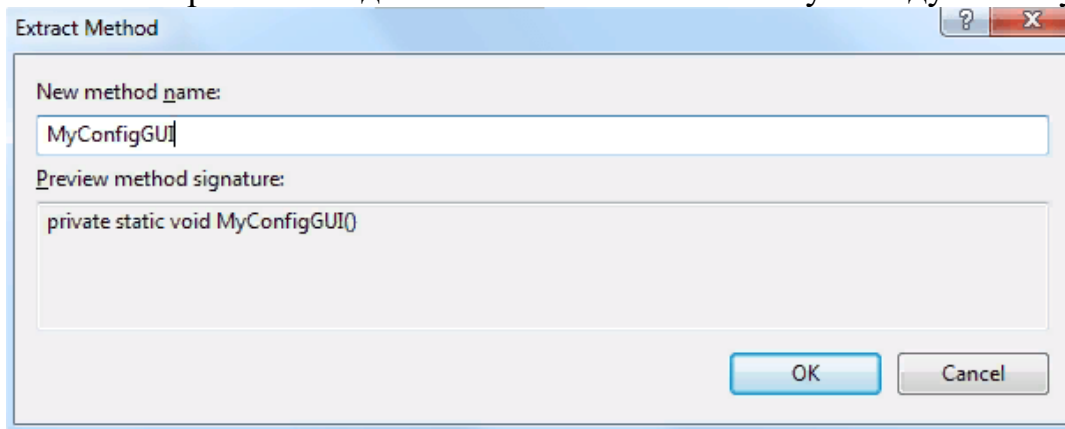 Extract Method
New method name:
MyConfigGUI
Preview method signature:
private static void MyConfigGUI()
OK Cancel